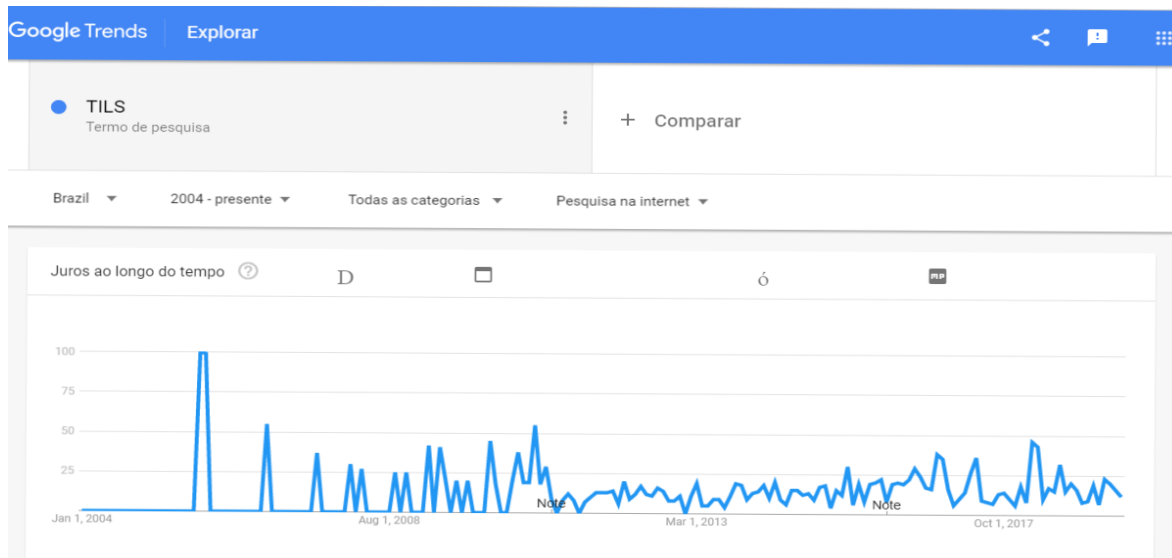 Google Trends Explorar
TILS
Termo de pesquisa
+ Comparar
Brazil 2004 - presente Todas as categorias Pesquisa na internet
Juros ao longo do tempo ? D ó MP
100
75
50
25
Note Note
Jan 1, 2004 Aug 1, 2008 Mar 1, 2013 Oct 1, 2017